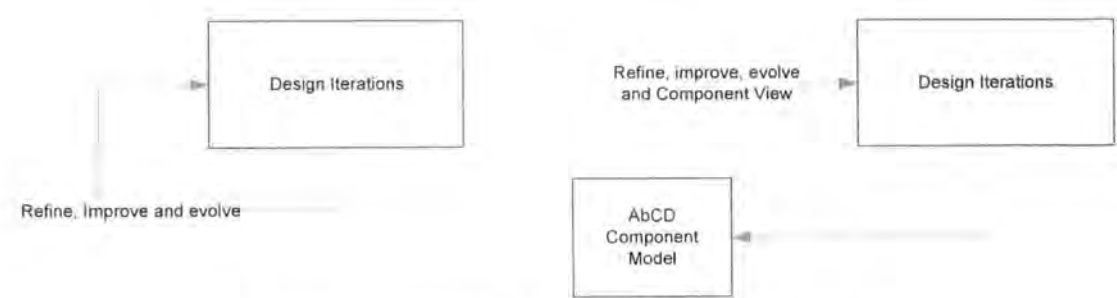 Design Iterations
Refine, Improve and evolve
Refine, improve, evolve
and Component View
Design Iterations
AbCD
Component
Model